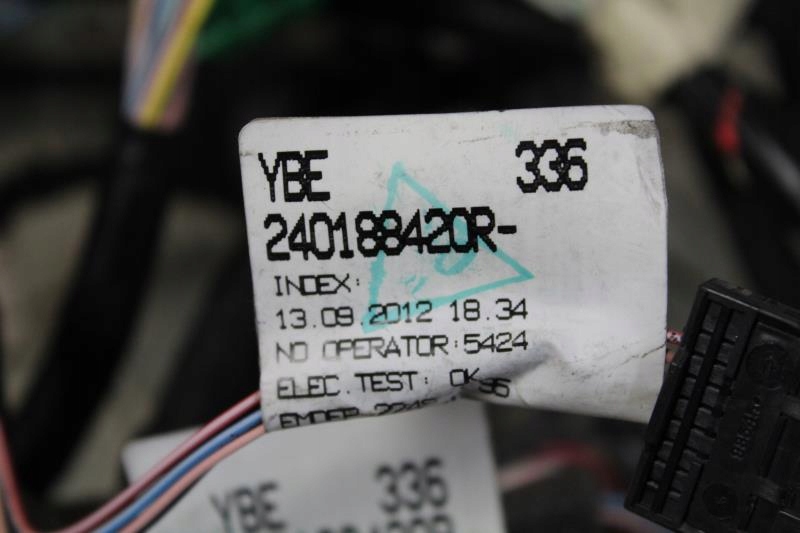 YBE 336
240188420R-
INDEX:
13.09 2012 18.34
NO OPERATOR:5424
ELEC.TEST: OK
YBE 336